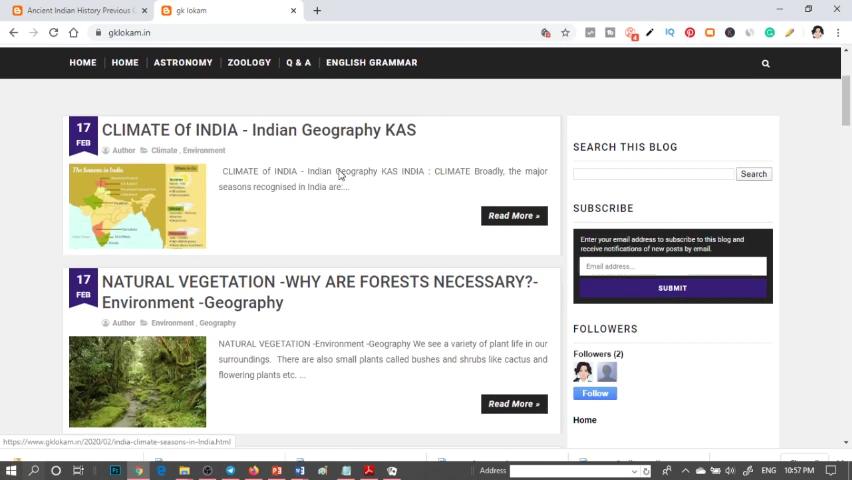 Ancient Indian History Previous
gk lokam
gklokam.in
HOME HOME ASTRONOMY ZOOLOGY Q & A ENGLISH GRAMMAR
17
FEB
CLIMATE Of INDIA - Indian Geography KAS
Author Climate , Environment
The Seasons in India
CLIMATE of INDIA - Indian Geography KAS INDIA : CLIMATE Broadly, the major
seasons recognised in India are:...
Read More »
17
FEB
NATURAL VEGETATION -WHY ARE FORESTS NECESSARY?-
Environment -Geography
Author Environment , Geography
NATURAL VEGETATION -Environment -Geography We see a variety of plant life in our
surroundings. There are also small plants called bushes and shrubs like cactus and
flowering plants etc. ...
Read More »
SEARCH THIS BLOG
Search
SUBSCRIBE
Enter your email address to subscribe to this blog and
receive notifications of new posts by email.
Email address...
SUBMIT
FOLLOWERS
Followers (2)
Follow
Home
https://www.gklokam.in/2020/02/india-climate-seasons-in-India.html
Address
ENG
10:57 PM